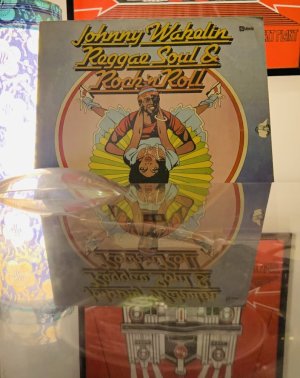 Johnny Wakelin
Reggae Soul &
Rock 'n' Roll